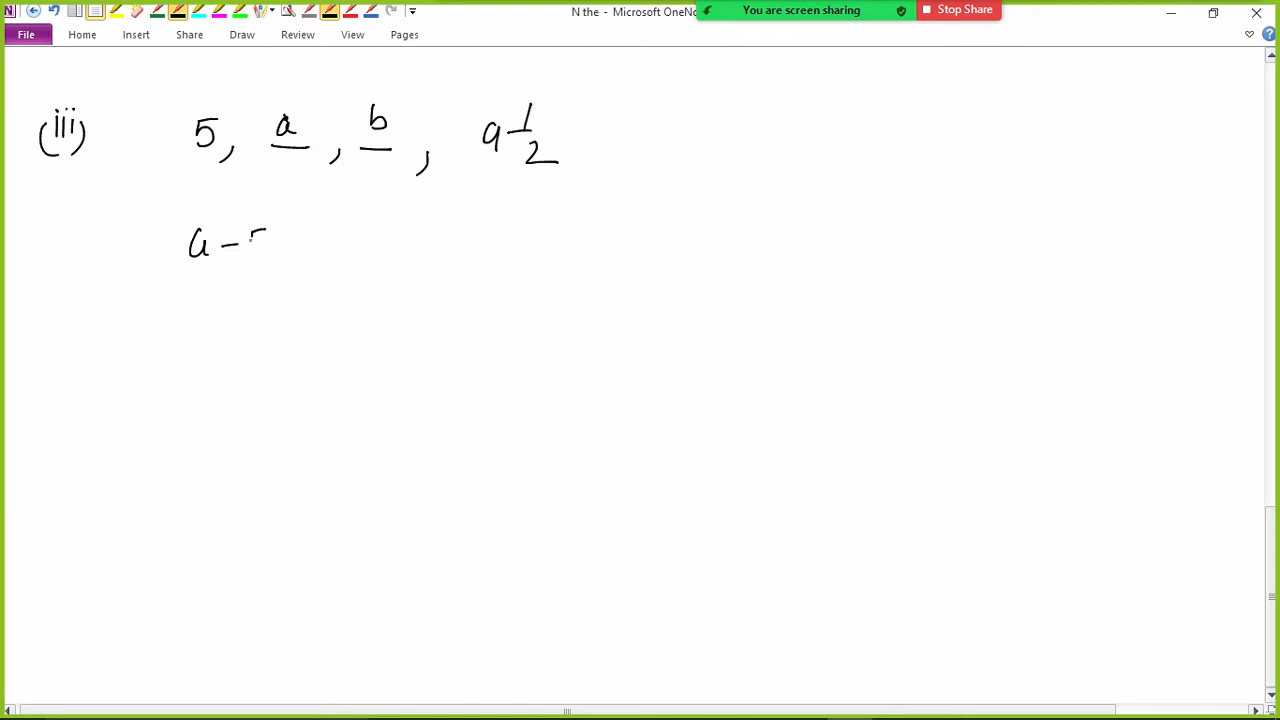 N the - Microsoft OneNo
You are screen sharing
Stop Share
File Home Insert Share Draw Review View Pages
(iii) 5, a, b, 9 1/2
a -